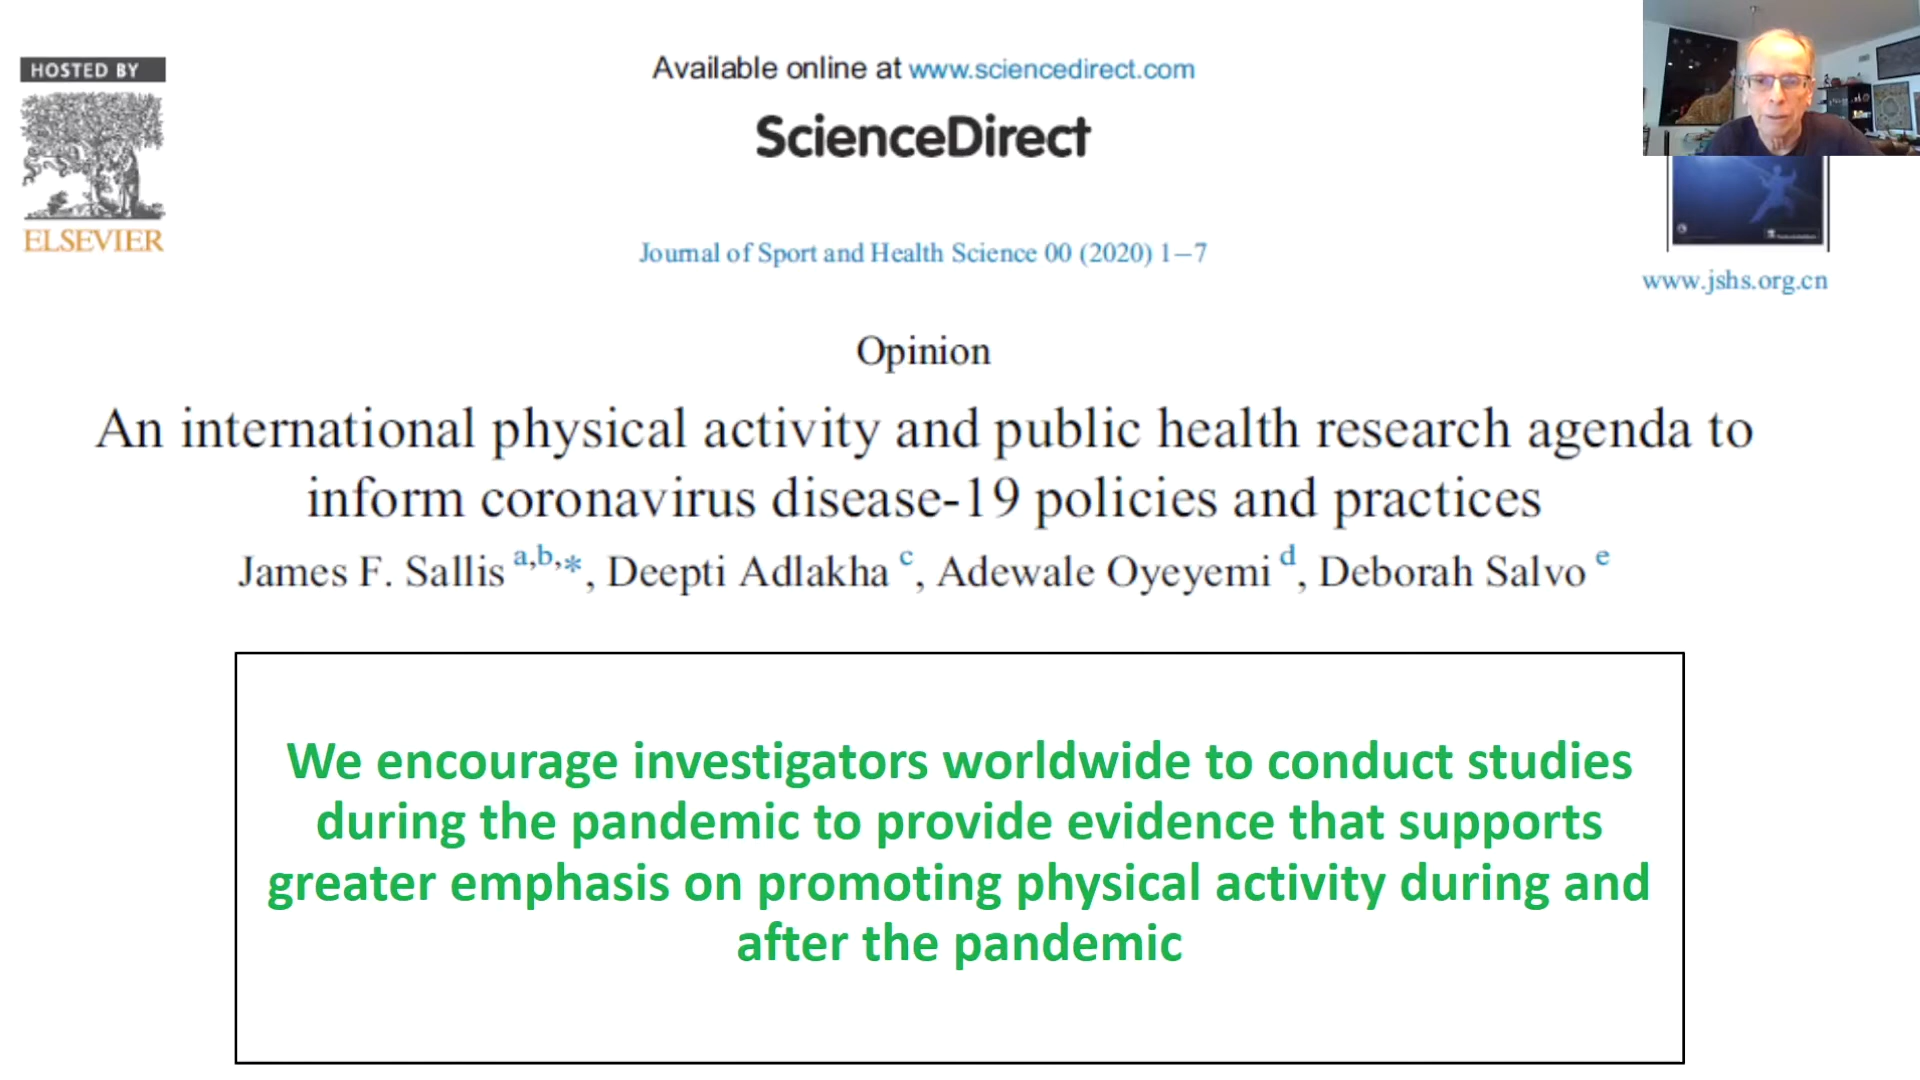 HOSTED BY
ELSEVIER
Available online at www.sciencedirect.com
ScienceDirect
Journal of Sport and Health Science 00 (2020) 1–7
www.jshs.org.cn
Opinion
An international physical activity and public health research agenda to
inform coronavirus disease-19 policies and practices
James F. Sallis a,b,*, Deepti Adlakha c, Adewale Oyeyemi d, Deborah Salvo e
We encourage investigators worldwide to conduct studies
during the pandemic to provide evidence that supports
greater emphasis on promoting physical activity during and
after the pandemic